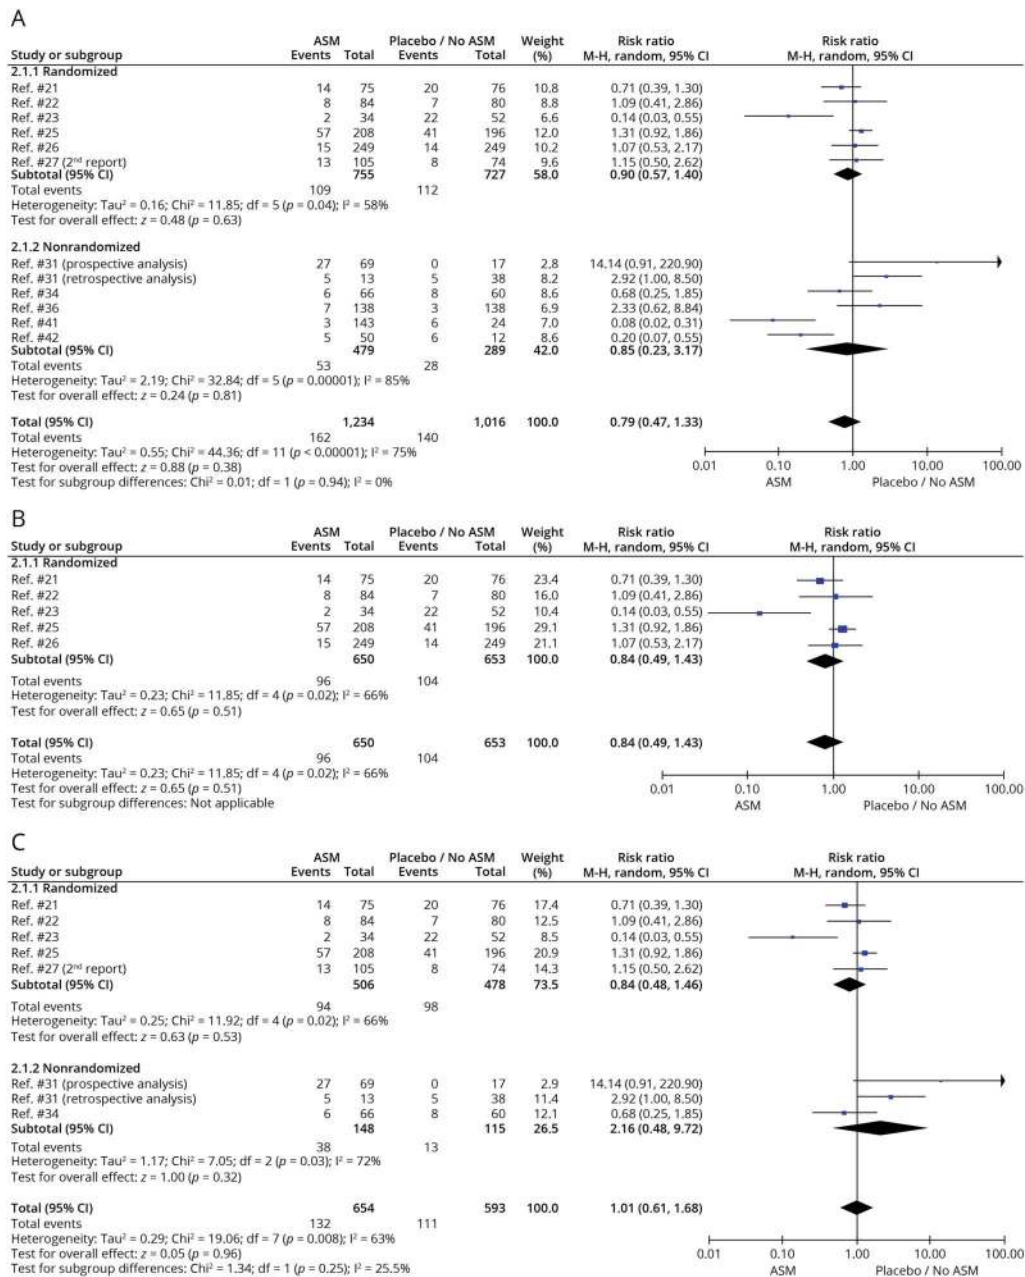 A
ASM Placebo / No ASM Weight Risk ratio Risk ratio
Study or subgroup Events Total Events Total (%) M-H, random, 95% CI M-H, random, 95% CI
2.1.1 Randomized
Ref. #21 14 75 20 76 10.8 0.71 (0.39, 1.30)
Ref. #22 8 84 7 80 8.8 1.09 (0.41, 2.86)
Ref. #23 2 34 22 52 6.6 0.14 (0.03, 0.55)
Ref. #25 57 208 41 196 12.0 1.31 (0.92, 1.86)
Ref. #26 15 249 14 249 10.2 1.07 (0.53, 2.17)
Ref. #27 (2nd report) 13 105 8 74 9.6 1.15 (0.50, 2.62)
Subtotal (95% CI) 755 727 58.0 0.90 (0.57, 1.40)
Total events 109 112
Heterogeneity: Tau² = 0.16; Chi² = 11.85; df = 5 (p = 0.04); I² = 58%
Test for overall effect: z = 0.48 (p = 0.63)
2.1.2 Nonrandomized
Ref. #31 (prospective analysis) 27 69 0 17 2.8 14.14 (0.91, 220.90)
Ref. #31 (retrospective analysis) 5 13 5 38 8.2 2.92 (1.00, 8.50)
Ref. #34 6 66 8 60 8.6 0.68 (0.25, 1.85)
Ref. #36 7 138 3 138 6.9 2.33 (0.62, 8.84)
Ref. #41 3 143 6 24 7.0 0.08 (0.02, 0.31)
Ref. #42 5 50 6 12 8.6 0.20 (0.07, 0.55)
Subtotal (95% CI) 479 289 42.0 0.85 (0.23, 3.17)
Total events 53 28
Heterogeneity: Tau² = 2.19; Chi² = 32.84; df = 5 (p = 0.00001); I² = 85%
Test for overall effect: z = 0.24 (p = 0.81)
Total (95% CI) 1,234 1,016 100.0 0.79 (0.47, 1.33)
Total events 162 140
Heterogeneity: Tau² = 0.55; Chi² = 44.36; df = 11 (p < 0.00001); I² = 75%
Test for overall effect: z = 0.88 (p = 0.38)
Test for subgroup differences: Chi² = 0.01; df = 1 (p = 0.94); I² = 0%
0.01 0.10 1.00 10.00 100.00
ASM Placebo / No ASM
B
ASM Placebo / No ASM Weight Risk ratio Risk ratio
Study or subgroup Events Total Events Total (%) M-H, random, 95% CI M-H, random, 95% CI
2.1.1 Randomized
Ref. #21 14 75 20 76 23.4 0.71 (0.39, 1.30)
Ref. #22 8 84 7 80 16.0 1.09 (0.41, 2.86)
Ref. #23 2 34 22 52 10.4 0.14 (0.03, 0.55)
Ref. #25 57 208 41 196 29.1 1.31 (0.92, 1.86)
Ref. #26 15 249 14 249 21.1 1.07 (0.53, 2.17)
Subtotal (95% CI) 650 653 100.0 0.84 (0.49, 1.43)
Total events 96 104
Heterogeneity: Tau² = 0.23; Chi² = 11.85; df = 4 (p = 0.02); I² = 66%
Test for overall effect: z = 0.65 (p = 0.51)
Total (95% CI) 650 653 100.0 0.84 (0.49, 1.43)
Total events 96 104
Heterogeneity: Tau² = 0.23; Chi² = 11.85; df = 4 (p = 0.02); I² = 66%
Test for overall effect: z = 0.65 (p = 0.51)
Test for subgroup differences: Not applicable
0.01 0.10 1.00 10.00 100.00
ASM Placebo / No ASM
C
ASM Placebo / No ASM Weight Risk ratio Risk ratio
Study or subgroup Events Total Events Total (%) M-H, random, 95% CI M-H, random, 95% CI
2.1.1 Randomized
Ref. #21 14 75 20 76 17.4 0.71 (0.39, 1.30)
Ref. #22 8 84 7 80 12.5 1.09 (0.41, 2.86)
Ref. #23 2 34 22 52 8.5 0.14 (0.03, 0.55)
Ref. #25 57 208 41 196 20.9 1.31 (0.92, 1.86)
Ref. #27 (2nd report) 13 105 8 74 14.3 1.15 (0.50, 2.62)
Subtotal (95% CI) 506 478 73.5 0.84 (0.48, 1.46)
Total events 94 98
Heterogeneity: Tau² = 0.25; Chi² = 11.92; df = 4 (p = 0.02); I² = 66%
Test for overall effect: z = 0.63 (p = 0.53)
2.1.2 Nonrandomized
Ref. #31 (prospective analysis) 27 69 0 17 2.9 14.14 (0.91, 220.90)
Ref. #31 (retrospective analysis) 5 13 5 38 11.4 2.92 (1.00, 8.50)
Ref. #34 6 66 8 60 12.1 0.68 (0.25, 1.85)
Subtotal (95% CI) 148 115 26.5 2.16 (0.48, 9.72)
Total events 38 13
Heterogeneity: Tau² = 1.17; Chi² = 7.05; df = 2 (p = 0.03); I² = 72%
Test for overall effect: z = 1.00 (p = 0.32)
Total (95% CI) 654 593 100.0 1.01 (0.61, 1.68)
Total events 132 111
Heterogeneity: Tau² = 0.29; Chi² = 19.06; df = 7 (p = 0.008); I² = 63%
Test for overall effect: z = 0.05 (p = 0.96)
Test for subgroup differences: Chi² = 1.34; df = 1 (p = 0.25); I² = 25.5%
0.01 0.10 1.00 10.00 100.00
ASM Placebo / No ASM